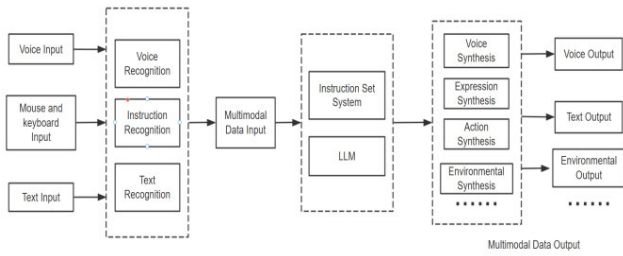 Voice Input
Mouse and
keyboard
Input
Text Input
Voice
Recognition
Instruction
Recognition
Text
Recognition
Multimodal
Data Input
Instruction Set
System
LLM
Voice
Synthesis
Expression
Synthesis
Action
Synthesis
Environmental
Synthesis
······
Voice Output
Text Output
Environmental
Output
······
Multimodal Data Output